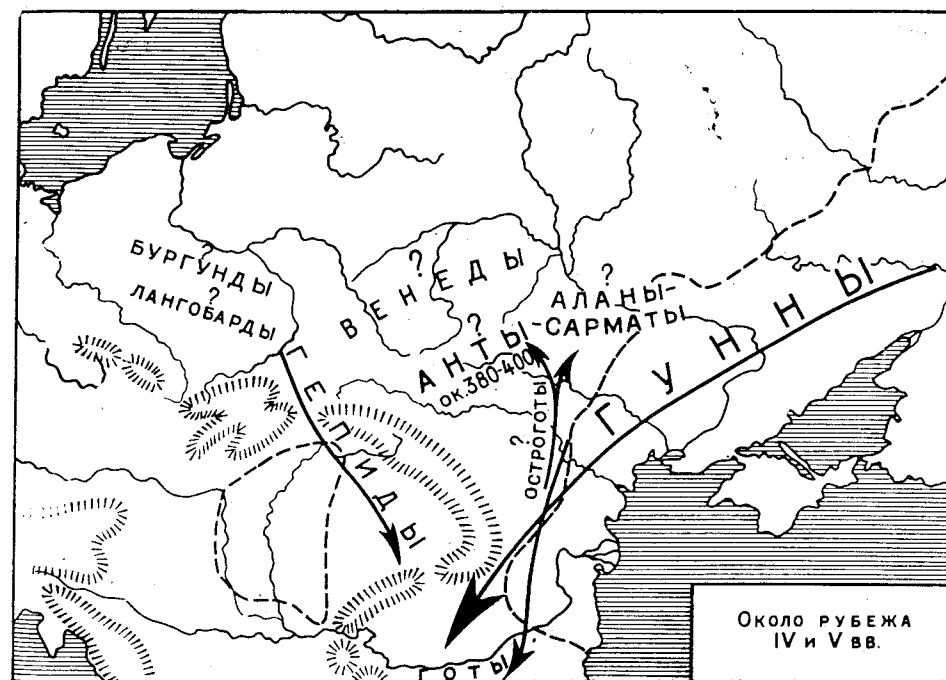 ?
БУРГУНДЫ
?
ЛАНГОБАРДЫ
?
ВЕНЕДЫ
?
АНТЫ-
ок.380-400
?
АЛАНЫ-
САРМАТЫ
ГУННЫ
ГЕПИДЫ
?
ОСТРОГОТЫ
ГОТЫ
Около рубежа
IV и V вв.